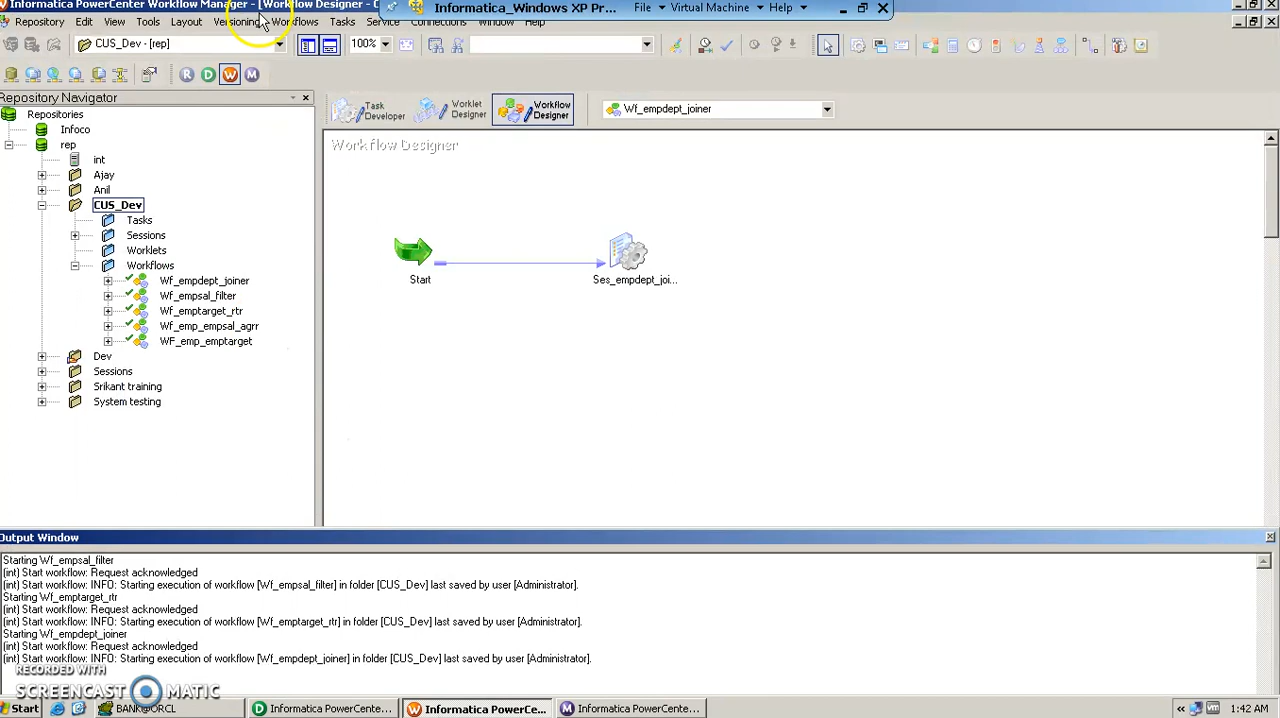 Informatica PowerCenter Workflow Manager - [Workflow Designer - C
Informatica_Windows XP Pr... File Virtual Machine Help
Repository Edit View Tools Layout Versioning Workflows Tasks Service Connections Window Help
CUS_Dev - [rep] 100%
R D W M
Repository Navigator
Repositories
Infoco
rep
int
Ajay
Anil
CUS_Dev
Tasks
Sessions
Worklets
Workflows
Wf_empdept_joiner
Wf_empsal_filter
Wf_emptarget_rtr
Wf_emp_empsal_agrr
WF_emp_emptarget
Dev
Sessions
Srikant training
System testing
Task Developer
Worklet Designer
Workflow Designer
Wf_empdept_joiner
Workflow Designer
Start
Ses_empdept_joi...
Output Window
Starting Wf_empsal_filter
(int) Start workflow: Request acknowledged
(int) Start workflow: INFO: Starting execution of workflow [Wf_empsal_filter] in folder [CUS_Dev] last saved by user [Administrator].
Starting Wf_emptarget_rtr
(int) Start workflow: Request acknowledged
(int) Start workflow: INFO: Starting execution of workflow [Wf_emptarget_rtr] in folder [CUS_Dev] last saved by user [Administrator].
Starting Wf_empdept_joiner
(int) Start workflow: Request acknowledged
(int) Start workflow: INFO: Starting execution of workflow [Wf_empdept_joiner] in folder [CUS_Dev] last saved by user [Administrator].
RECORDED WITH
SCREENCAST MATIC
Start BANK@ORCL Informatica PowerCente... Informatica PowerCe... Informatica PowerCente... 1:42 AM